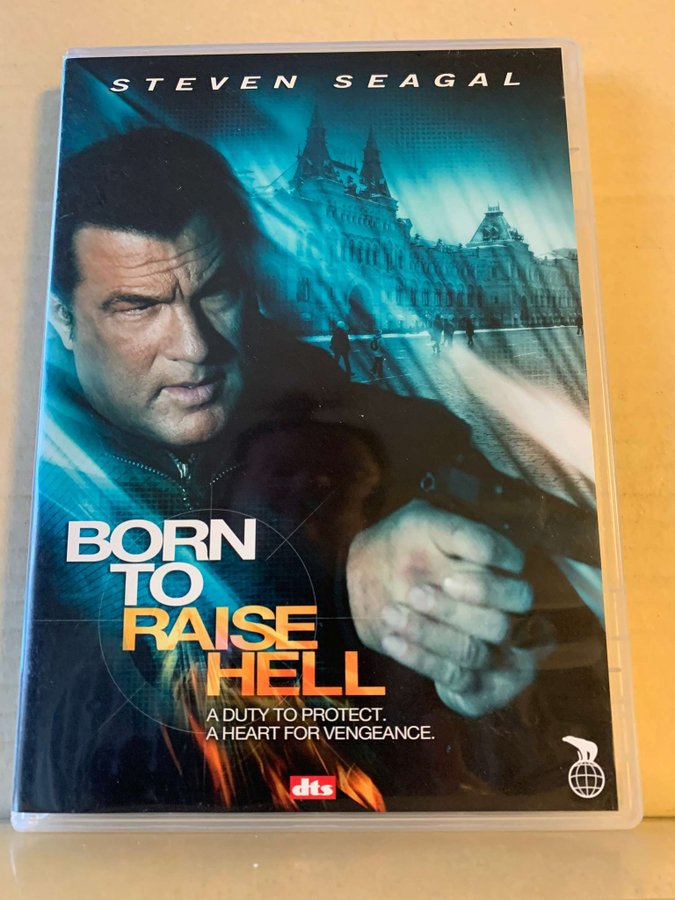 STEVEN SEAGAL
BORN
TO
RAISE
HELL
A DUTY TO PROTECT.
A HEART FOR VENGEANCE.
dts